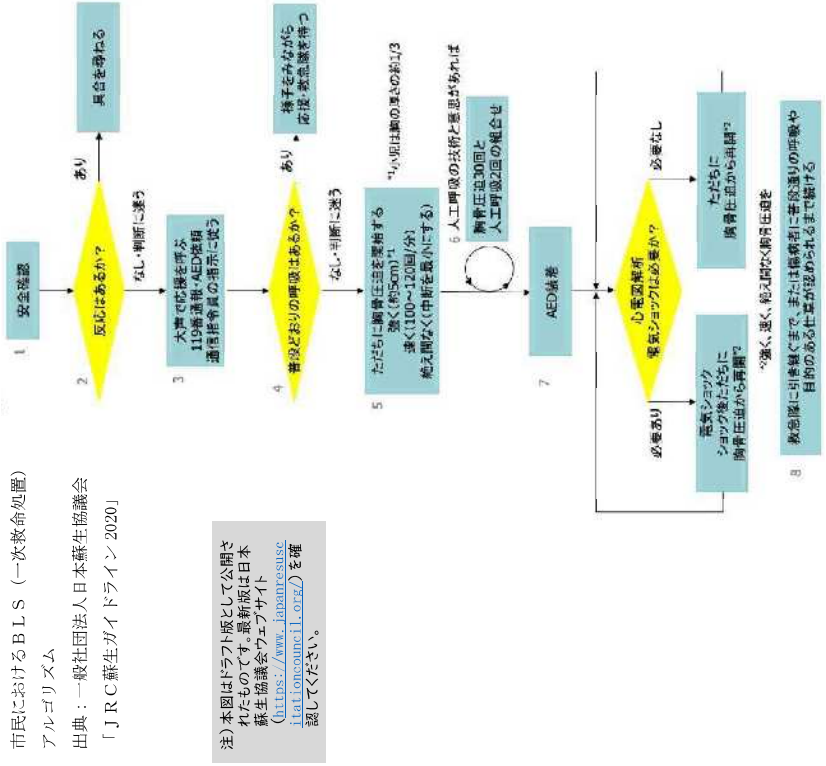 市民におけるＢＬＳ（一次救命処置）
アルゴリズム
出典：一般社団法人日本蘇生協議会
「ＪＲＣ蘇生ガイドライン 2020」
注）本図はドラフト版として公開さ
れたものです。最新版は日本
蘇生協議会ウェブサイト
(https://www.japanresusc
itationcouncil.org/)を確
認してください。
1
安全確認
2
反応はあるか？
あり
具合を尋ねる
なし・判断に迷う
3
大声で応援を呼ぶ
119番通報・AED依頼
通信指令員の指示に従う
4
普段どおりの呼吸はあるか？
あり
様子をみながら
応援・救急隊を待つ
なし・判断に迷う
5
ただちに胸骨圧迫を開始する
強く（約5cm）*1
速く（100～120回/分）
絶え間なく（中断を最小にする）
*1小児は胸の厚さの約1/3
6 人工呼吸の技術と意思があれば
胸骨圧迫30回と
人工呼吸2回の組合せ
7
AED装着
心電図解析
電気ショックは必要か？
必要あり
必要なし
電気ショック
ショック後ただちに
胸骨圧迫から再開*2
ただちに
胸骨圧迫から再開*2
*2強く、速く、絶え間なく胸骨圧迫を
8
救急隊に引き継ぐまで、または傷病者に普段通りの呼吸や
目的のある仕草が認められるまで続ける